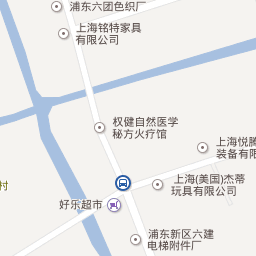 浦东六团色织厂
上海铭特家具
有限公司
权健自然医学
秘方火疗馆
上海悦腾
装备有限
村
上海(美国)杰蒂
玩具有限公司
好乐超市
浦东新区六建
电梯附件厂